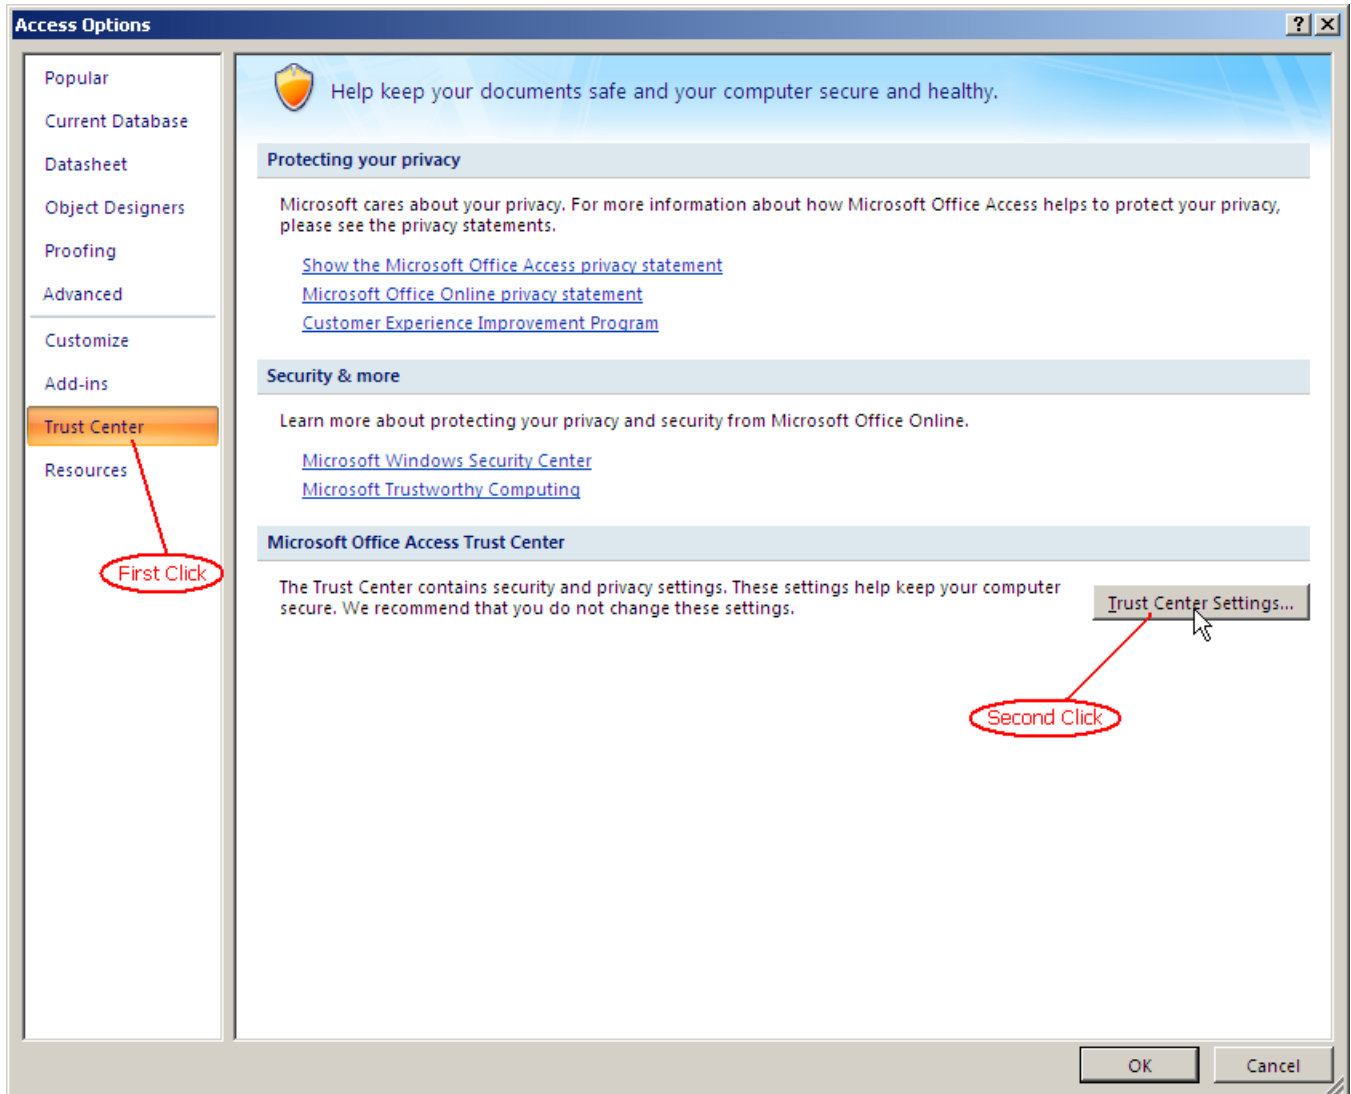 Access Options
Popular
Current Database
Datasheet
Object Designers
Proofing
Advanced
Customize
Add-ins
Trust Center
Resources
First Click
Help keep your documents safe and your computer secure and healthy.
Protecting your privacy
Microsoft cares about your privacy. For more information about how Microsoft Office Access helps to protect your privacy,
please see the privacy statements.
Show the Microsoft Office Access privacy statement
Microsoft Office Online privacy statement
Customer Experience Improvement Program
Security & more
Learn more about protecting your privacy and security from Microsoft Office Online.
Microsoft Windows Security Center
Microsoft Trustworthy Computing
Microsoft Office Access Trust Center
The Trust Center contains security and privacy settings. These settings help keep your computer
secure. We recommend that you do not change these settings.
Trust Center Settings...
Second Click
OK
Cancel